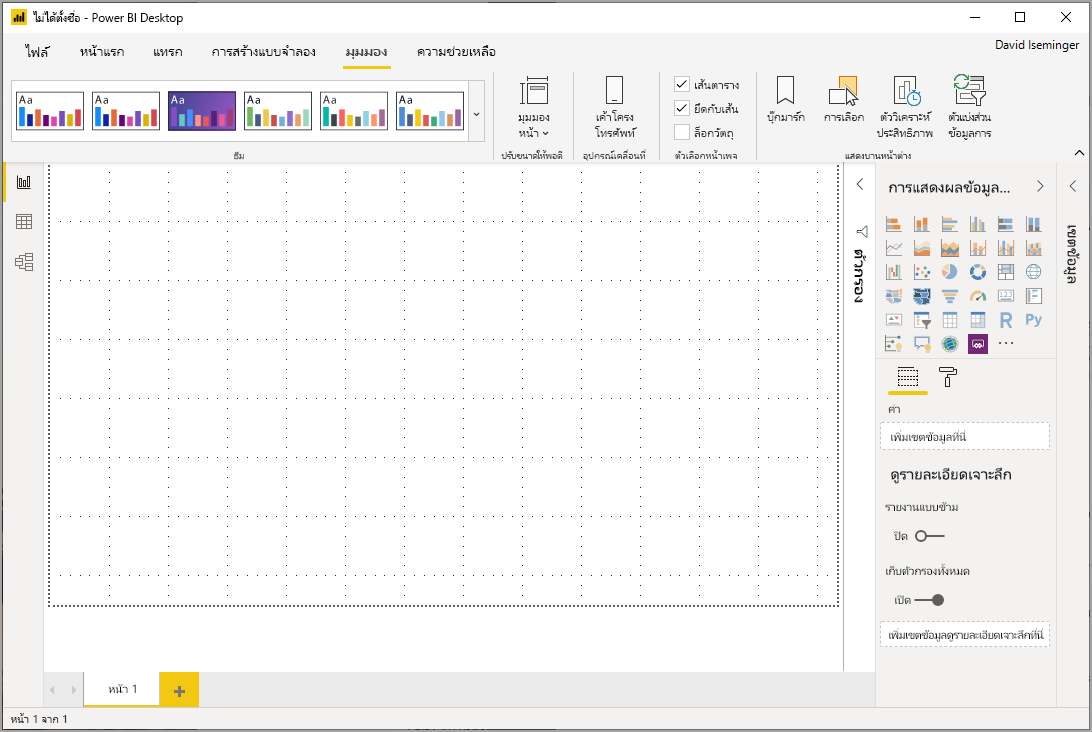 ไม่ได้ตั้งชื่อ - Power BI Desktop
David Iseminger
ไฟล์ หน้าแรก แทรก การสร้างแบบจำลอง มุมมอง ความช่วยเหลือ
Aa Aa Aa Aa Aa Aa
ธีม
มุมมอง
หน้า
ปรับขนาดให้พอดี
เค้าโครง
โทรศัพท์
อุปกรณ์เคลื่อนที่
เส้นตาราง
ยึดกับเส้น
ล็อกวัตถุ
ตัวเลือกหน้าเพจ
บุ๊กมาร์ก
การเลือก
ตัววิเคราะห์
ประสิทธิภาพ
ตัวแบ่งส่วน
ข้อมูลการ
แสดงบานหน้าต่าง
ตัวกรอง
การแสดงผลข้อมูล...
123
R Py
ค่า
เพิ่มเขตข้อมูลที่นี่
ดูรายละเอียดเจาะลึก
รายงานแบบข้าม
ปิด
เก็บตัวกรองทั้งหมด
เปิด
เพิ่มเขตข้อมูลดูรายละเอียดเจาะลึกที่นี่
เขตข้อมูล
หน้า 1
หน้า 1 จาก 1